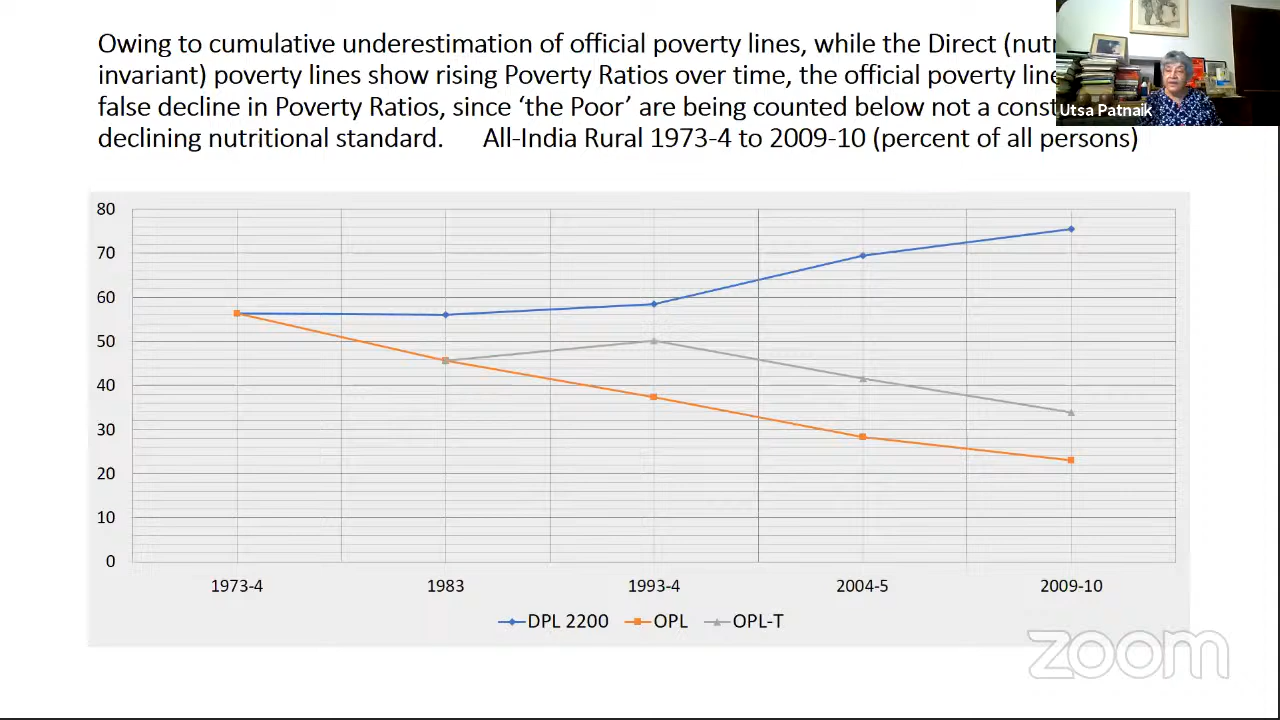 Owing to cumulative underestimation of official poverty lines, while the Direct (nutr
invariant) poverty lines show rising Poverty Ratios over time, the official poverty line
false decline in Poverty Ratios, since ‘the Poor’ are being counted below not a const
declining nutritional standard. All-India Rural 1973-4 to 2009-10 (percent of all persons)
Utsa Patnaik
80
70
60
50
40
30
20
10
0
1973-4 1983 1993-4 2004-5 2009-10
DPL 2200 OPL OPL-T
zoom